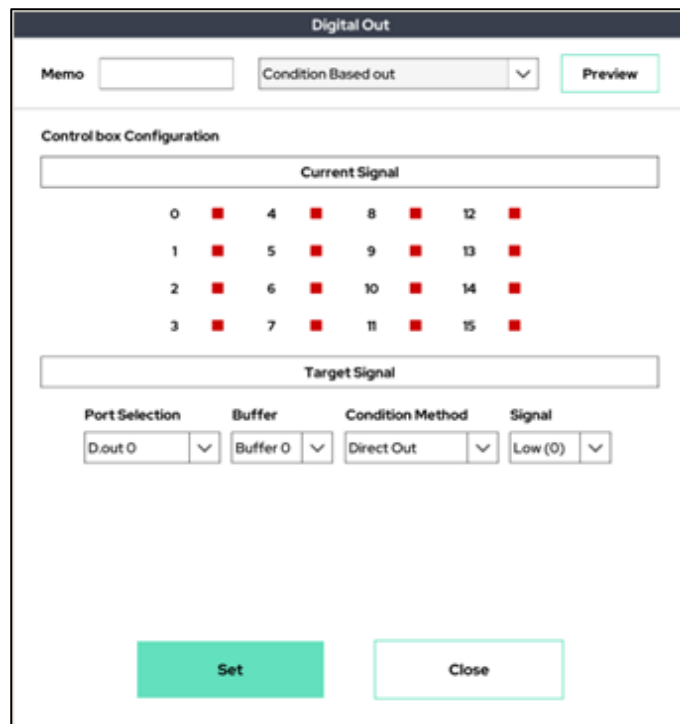 Digital Out
Memo Condition Based out Preview
Control box Configuration
Current Signal
0 4 8 12
1 5 9 13
2 6 10 14
3 7 11 15
Target Signal
Port Selection Buffer Condition Method Signal
D.out 0 Buffer 0 Direct Out Low (0)
Set Close